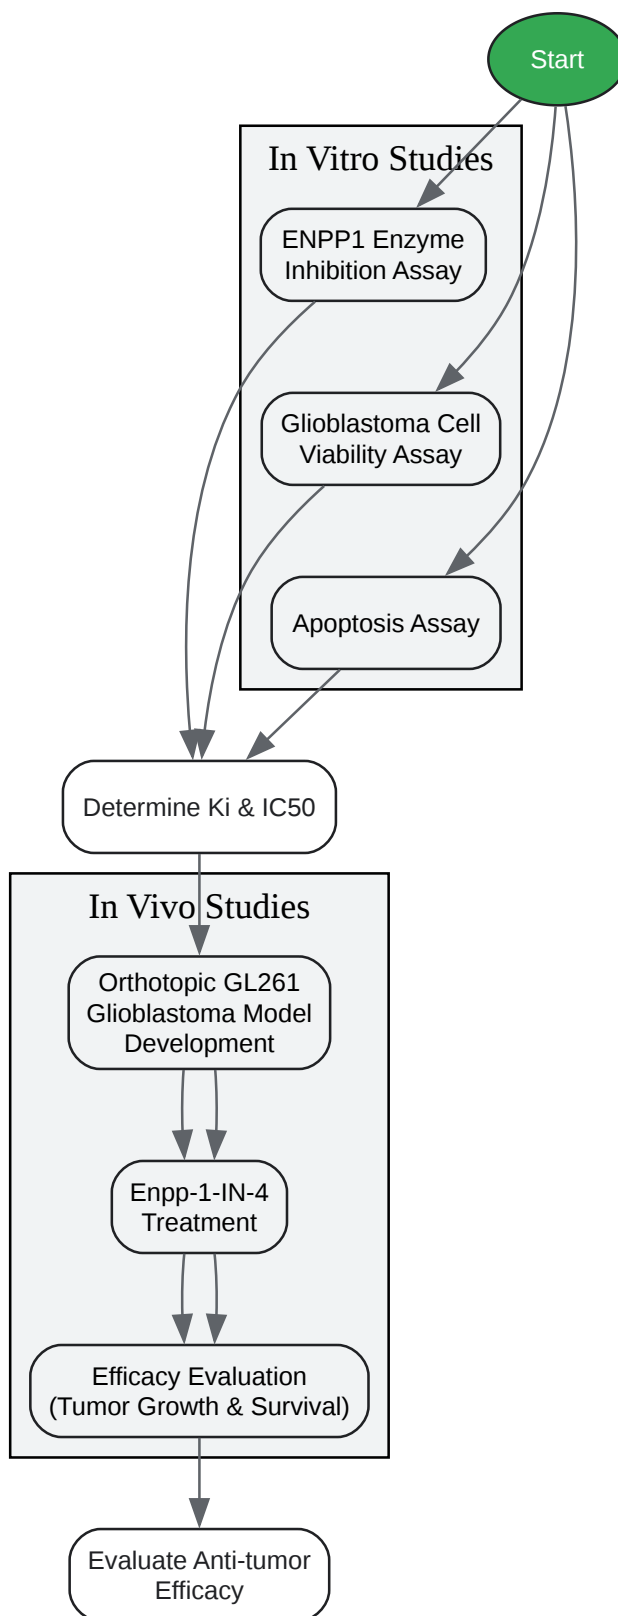 Start
In Vitro Studies
ENPP1 Enzyme
Inhibition Assay
Glioblastoma Cell
Viability Assay
Apoptosis Assay
Determine Ki & IC50
In Vivo Studies
Orthotopic GL261
Glioblastoma Model
Development
Enpp-1-IN-4
Treatment
Efficacy Evaluation
(Tumor Growth & Survival)
Evaluate Anti-tumor
Efficacy